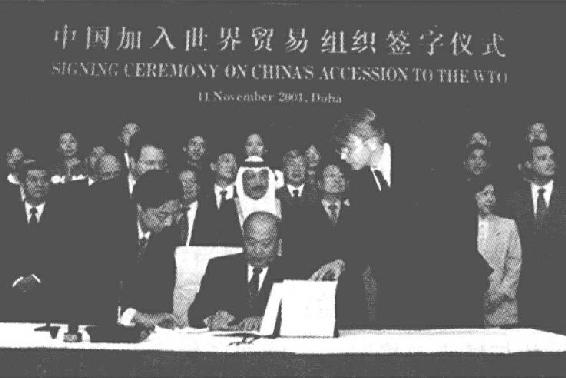 中国加入世界贸易组织签字仪式
SIGNING CEREMONY ON CHINA'S ACCESSION TO THE WTO
11 November 2001, Doha